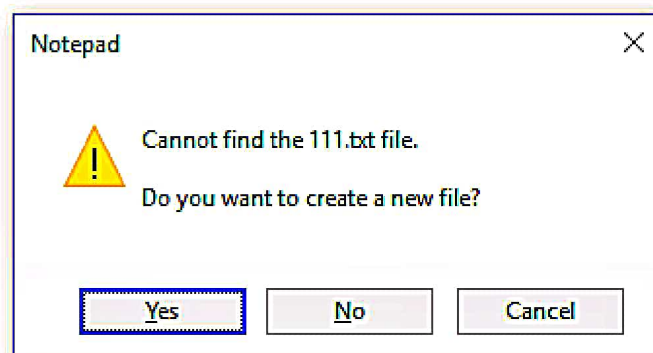 Notepad
Cannot find the 111.txt file.
Do you want to create a new file?
Yes No Cancel